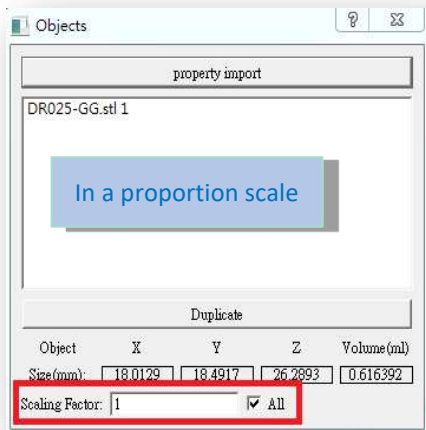 Objects
property import
DR025-GG.stl 1
In a proportion scale
Duplicate
Object X Y Z Volume(ml)
Size(mm): 18.0129 18.4917 26.2893 0.616392
Scaling Factor: 1 All